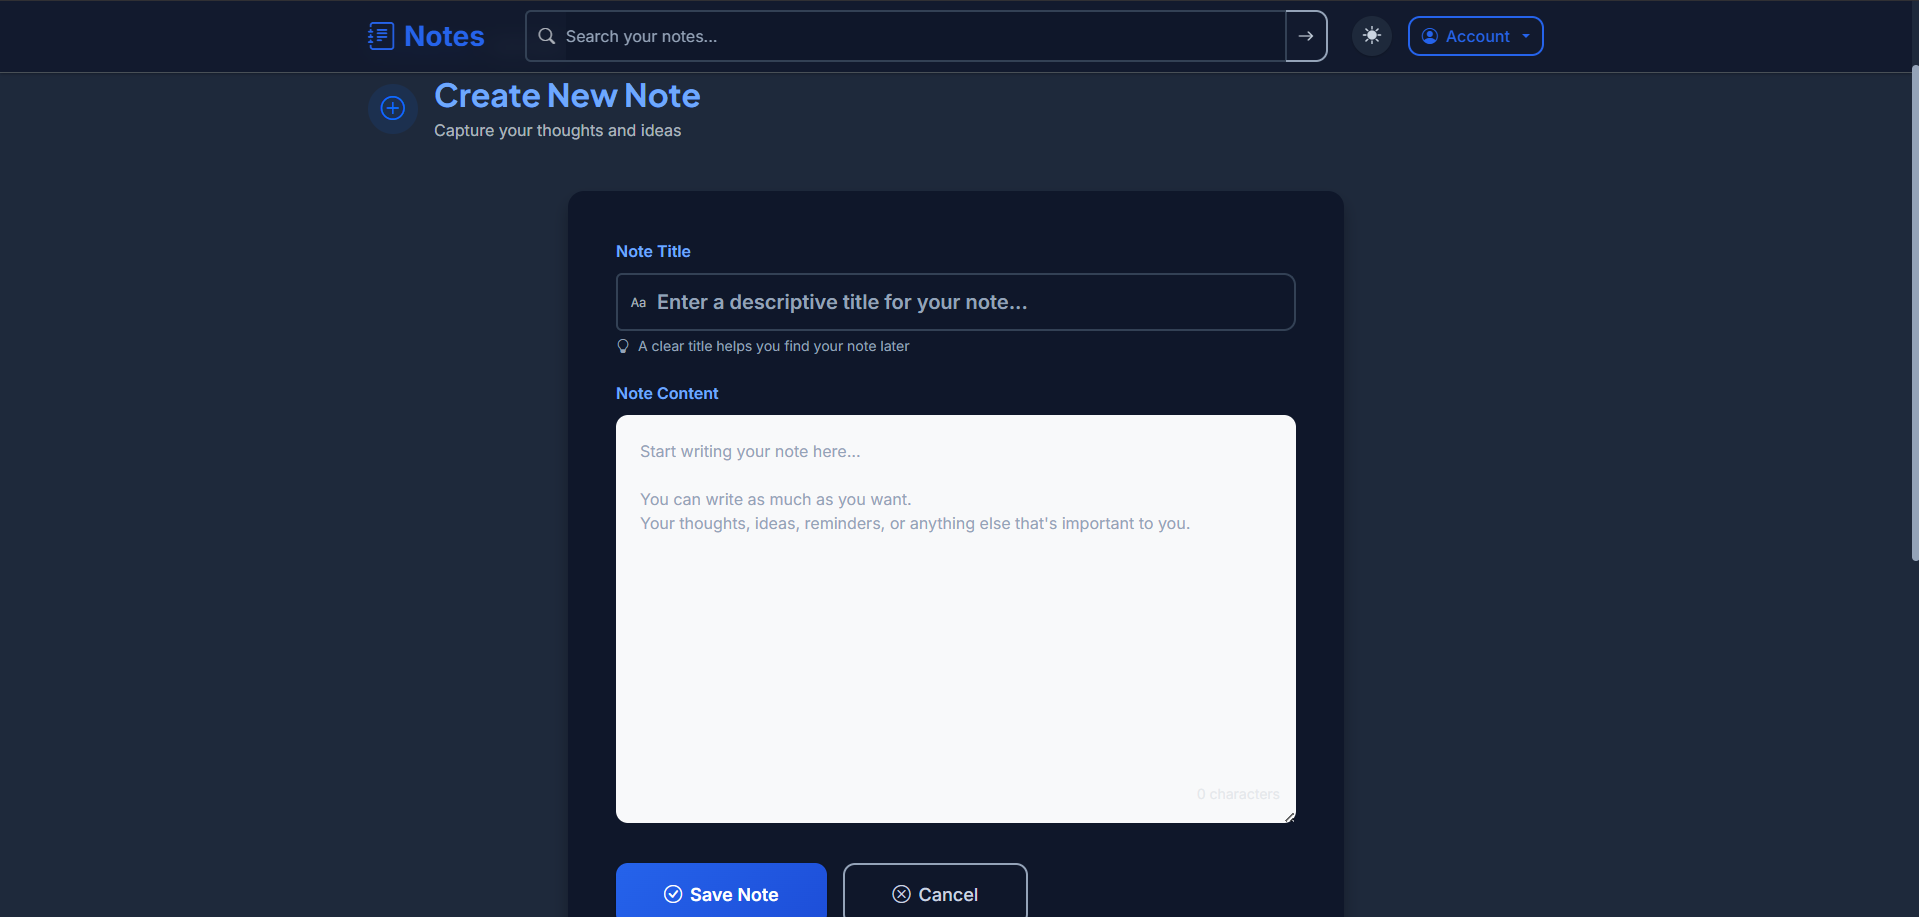 Notes
Search your notes...
Account
Create New Note
Capture your thoughts and ideas
Note Title
Aa Enter a descriptive title for your note...
A clear title helps you find your note later
Note Content
Start writing your note here...
You can write as much as you want.
Your thoughts, ideas, reminders, or anything else that's important to you.
0 characters
Save Note
Cancel